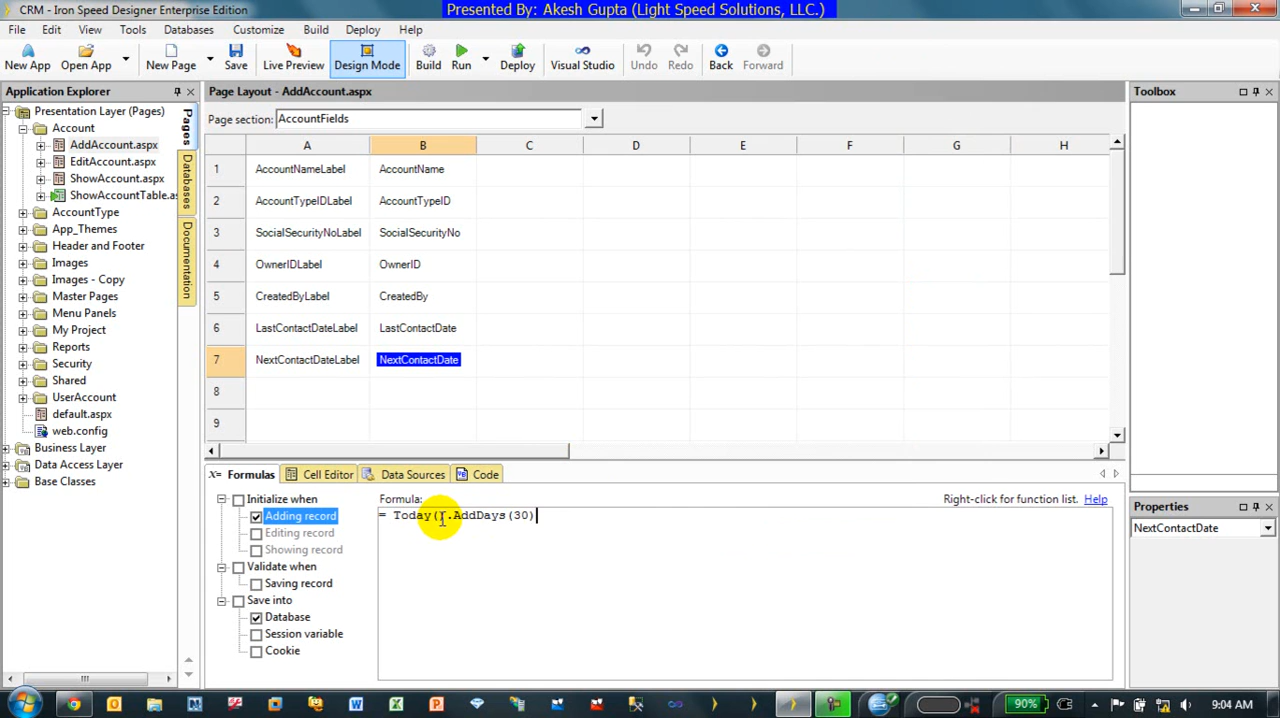 CRM - Iron Speed Designer Enterprise Edition
Presented By: Akesh Gupta (Light Speed Solutions, LLC.)
File Edit View Tools Databases Customize Build Deploy Help
New App Open App New Page Save Live Preview Design Mode Build Run Deploy Visual Studio Undo Redo Back Forward
Application Explorer
Presentation Layer (Pages)
Account
AddAccount.aspx
EditAccount.aspx
ShowAccount.aspx
ShowAccountTable.as
AccountType
App_Themes
Header and Footer
Images
Images - Copy
Master Pages
Menu Panels
My Project
Reports
Security
Shared
UserAccount
default.aspx
web.config
Business Layer
Data Access Layer
Base Classes
Pages
Databases
Documentation
Page Layout - AddAccount.aspx
Page section: AccountFields
A B C D E F G H
1 AccountNameLabel AccountName
2 AccountTypeIDLabel AccountTypeID
3 SocialSecurityNoLabel SocialSecurityNo
4 OwnerIDLabel OwnerID
5 CreatedByLabel CreatedBy
6 LastContactDateLabel LastContactDate
7 NextContactDateLabel NextContactDate
8
9
X= Formulas Cell Editor Data Sources VB Code
Initialize when
Adding record
Editing record
Showing record
Validate when
Saving record
Save into
Database
Session variable
Cookie
Formula: Right-click for function list. Help
= Today().AddDays(30)
Toolbox
Properties
NextContactDate
90% 9:04 AM